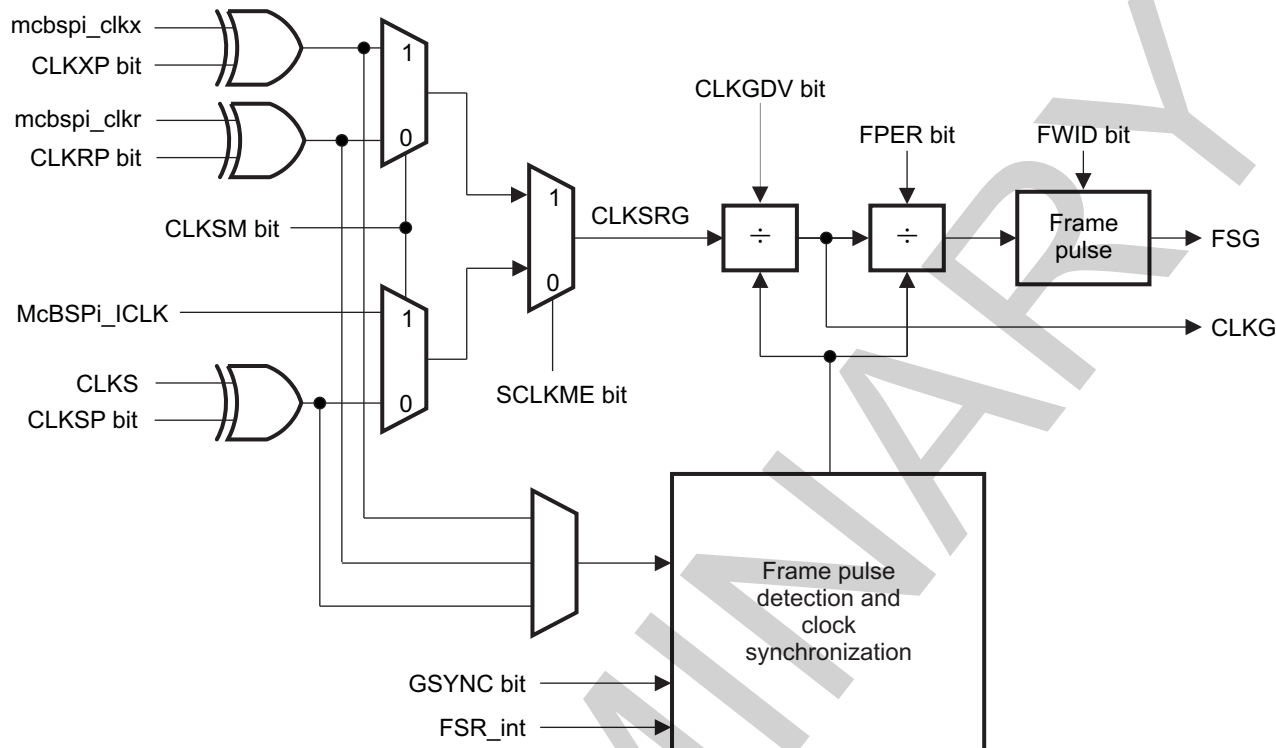 mcbspi_clkx
CLKXP bit
mcbspi_clkr
CLKRP bit
CLKSM bit
McBSPi_ICLK
CLKS
CLKSP bit
1
0
1
0
1
0
SCLKME bit
CLKSRG
CLKGDV bit
÷
FPER bit
÷
FWID bit
Frame
pulse
FSG
CLKG
Frame pulse
detection and
clock
synchronization
GSYNC bit
FSR_int
MINARY